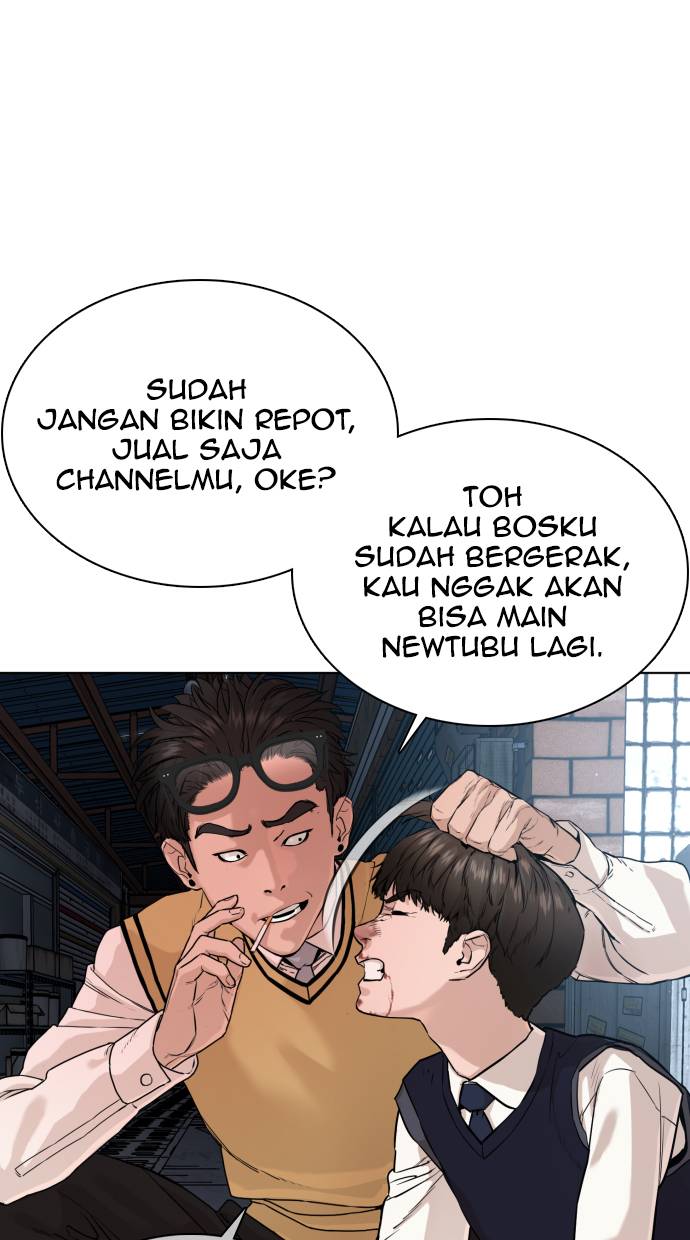 SUDAH
JANGAN BIKIN REPOT,
JUAL SAJA
CHANNELMU, OKE?
TOH
KALAU BOSKU
SUDAH BERGERAK,
KAU NGGAK AKAN
BISA MAIN
NEWTUBU LAGI.